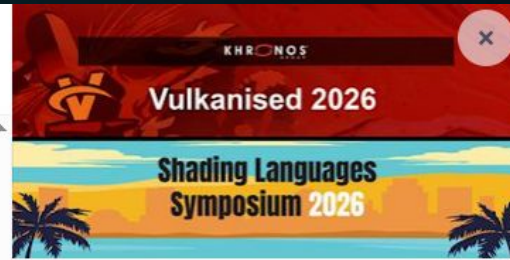 KHRONOS
GROUP
Vulkanised 2026
Shading Languages
Symposium 2026